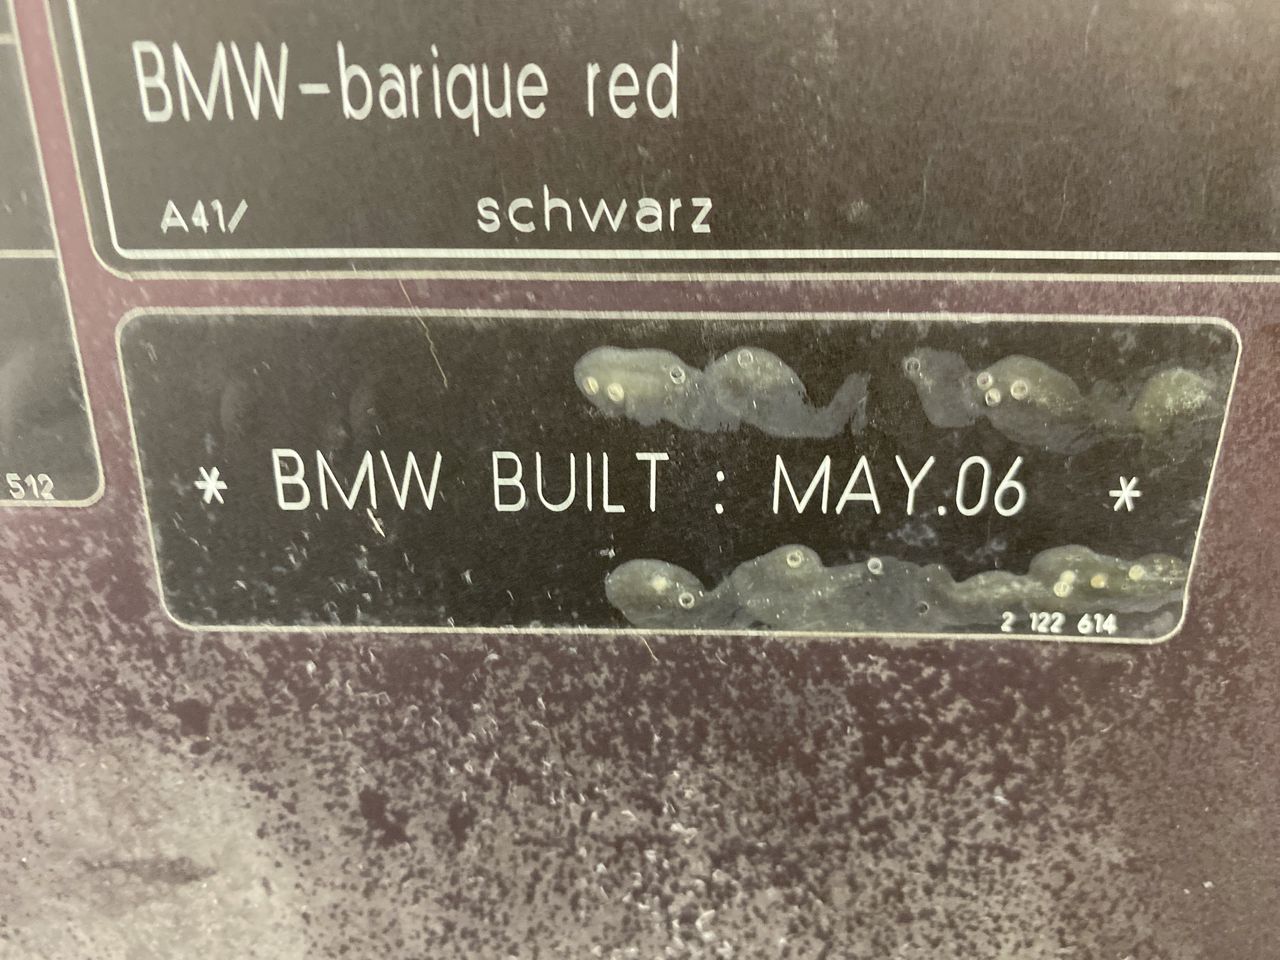 BMW-barique red
A41/ schwarz
512
* BMW BUILT : MAY.06 *
2 122 614